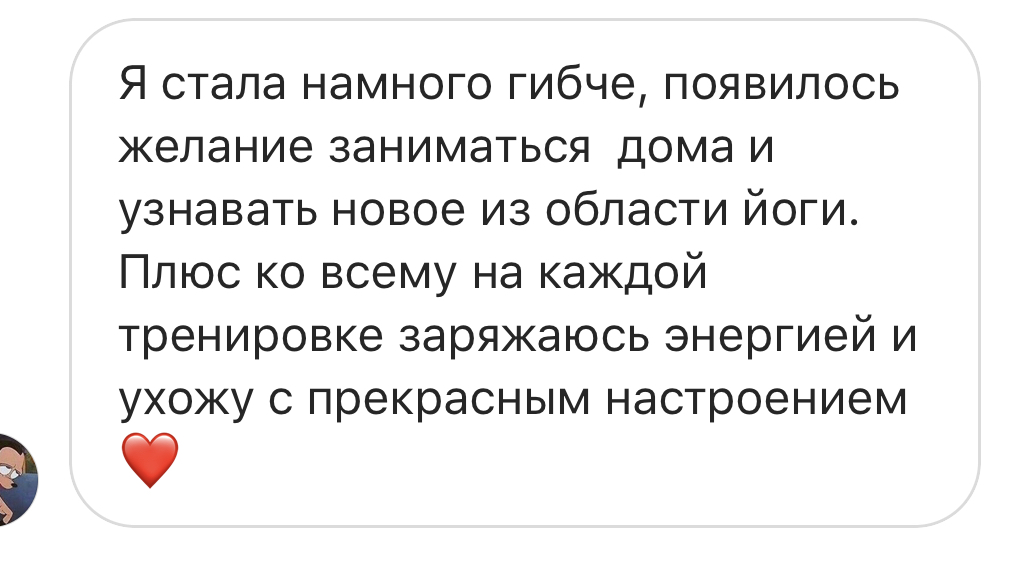 Я стала намного гибче, появилось
желание заниматься  дома и
узнавать новое из области йоги.
Плюс ко всему на каждой
тренировке заряжаюсь энергией и
ухожу с прекрасным настроением
❤️